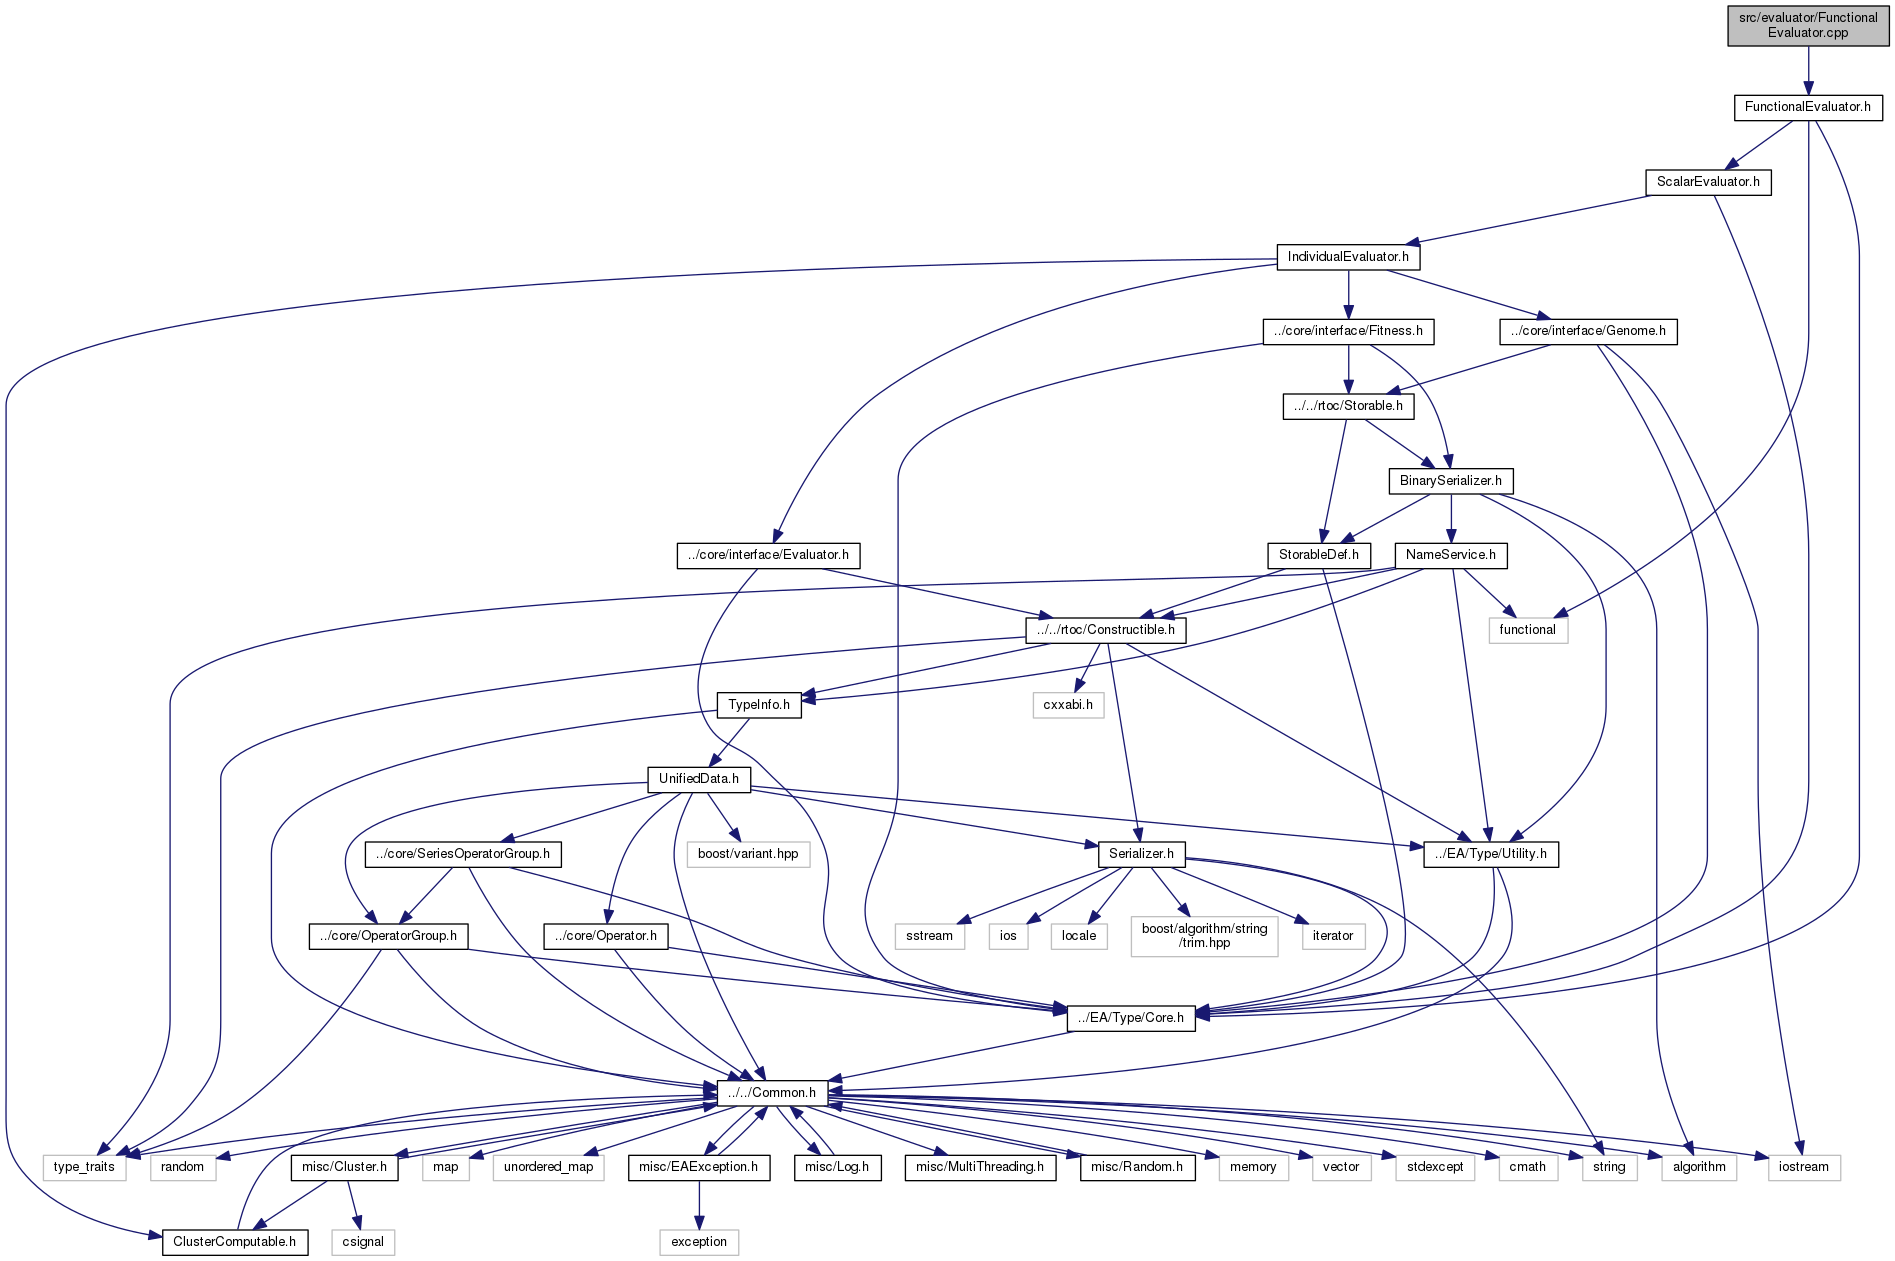 src/evaluator/Functional
Evaluator.cpp
FunctionalEvaluator.h
ScalarEvaluator.h
IndividualEvaluator.h
../core/interface/Fitness.h
../core/interface/Genome.h
../../rtoc/Storable.h
BinarySerializer.h
../core/interface/Evaluator.h
StorableDef.h
NameService.h
../../rtoc/Constructible.h
functional
TypeInfo.h
cxxabi.h
UnifiedData.h
../core/SeriesOperatorGroup.h
boost/variant.hpp
Serializer.h
../EA/Type/Utility.h
../core/OperatorGroup.h
../core/Operator.h
sstream
ios
locale
boost/algorithm/string
/trim.hpp
iterator
../EA/Type/Core.h
../../Common.h
type_traits
random
misc/Cluster.h
map
unordered_map
misc/EAException.h
misc/Log.h
misc/MultiThreading.h
misc/Random.h
memory
vector
stdexcept
cmath
string
algorithm
iostream
ClusterComputable.h
csignal
exception